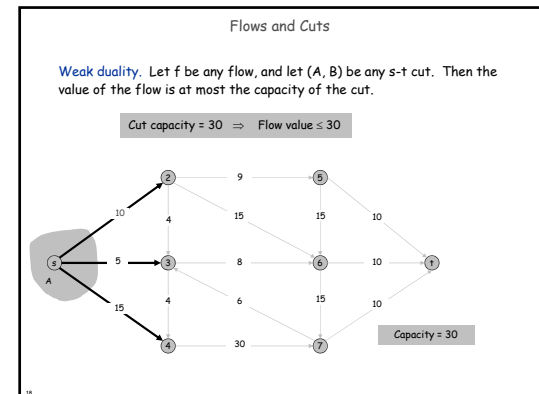 Flows and Cuts
Weak duality. Let f be any flow, and let (A, B) be any s-t cut. Then the
value of the flow is at most the capacity of the cut.
Cut capacity = 30 ⇒ Flow value ≤ 30
2 9 5
10 4 15 15 10
s 5 3 8 6 10 t
A
15 4 6 15 10
4 30 7
Capacity = 30
18